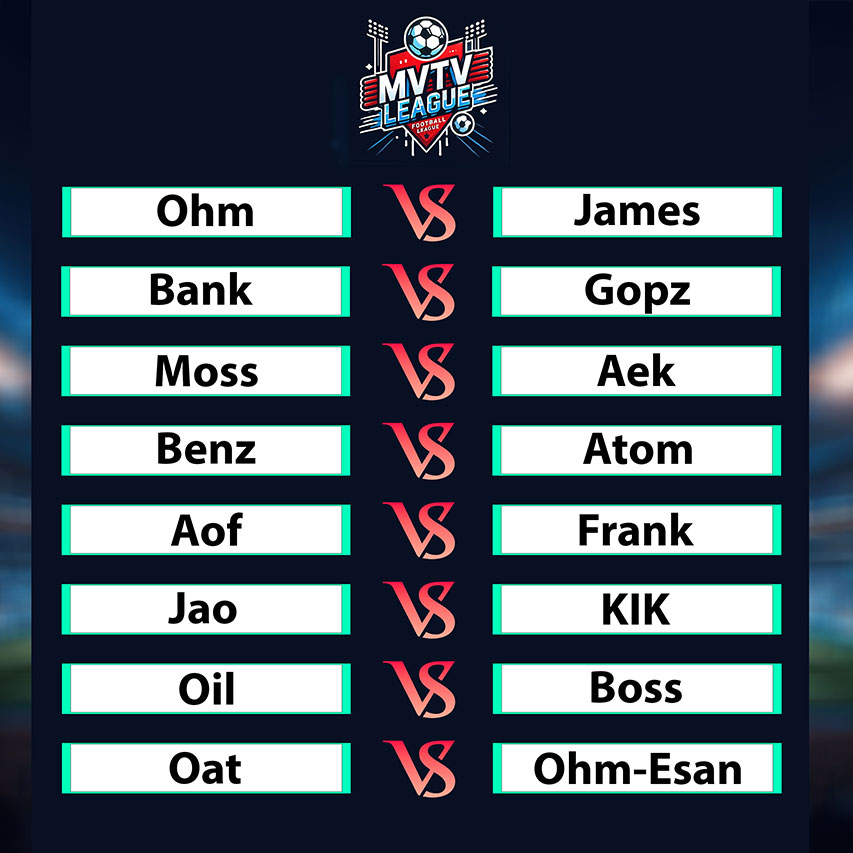 MVTV
LEAGUE
FOOTBALL
LEAGUE
Ohm VS James
Bank VS Gopz
Moss VS Aek
Benz VS Atom
Aof VS Frank
Jao VS KIK
Oil VS Boss
Oat VS Ohm-Esan